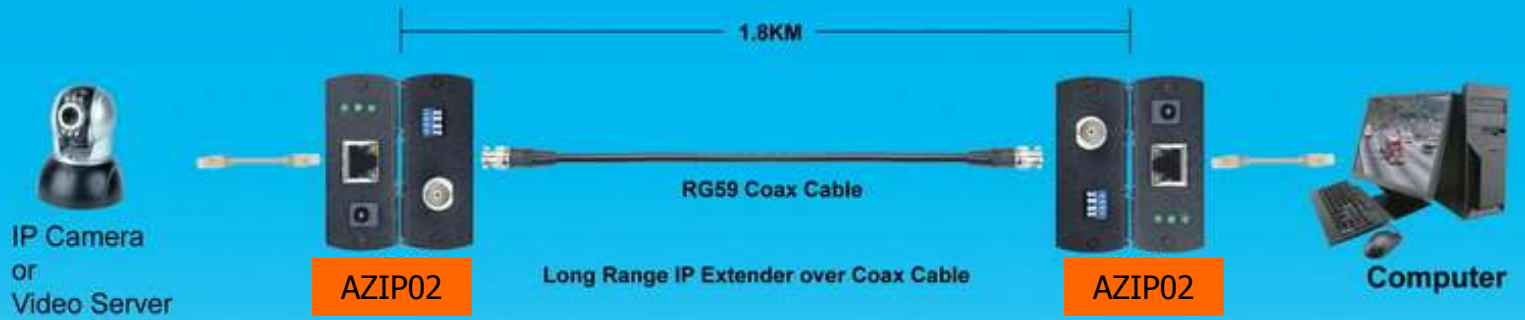 1.8KM
RG59 Coax Cable
IP Camera
or
Video Server
AZIP02
Long Range IP Extender over Coax Cable
AZIP02
Computer